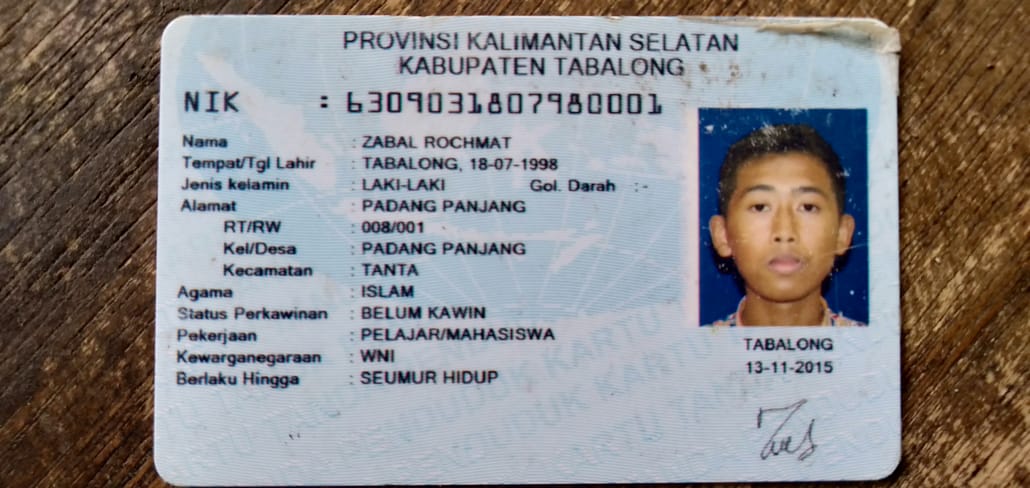 PROVINSI KALIMANTAN SELATAN
KABUPATEN TABALONG
NIK : 6309031807980001
Nama : ZABAL ROCHMAT
Tempat/Tgl Lahir : TABALONG, 18-07-1998
Jenis kelamin : LAKI-LAKI Gol. Darah :-
Alamat : PADANG PANJANG
RT/RW : 008/001
Kel/Desa : PADANG PANJANG
Kecamatan : TANTA
Agama : ISLAM
Status Perkawinan : BELUM KAWIN
Pekerjaan : PELAJAR/MAHASISWA
Kewarganegaraan : WNI
Berlaku Hingga : SEUMUR HIDUP
TABALONG
13-11-2015